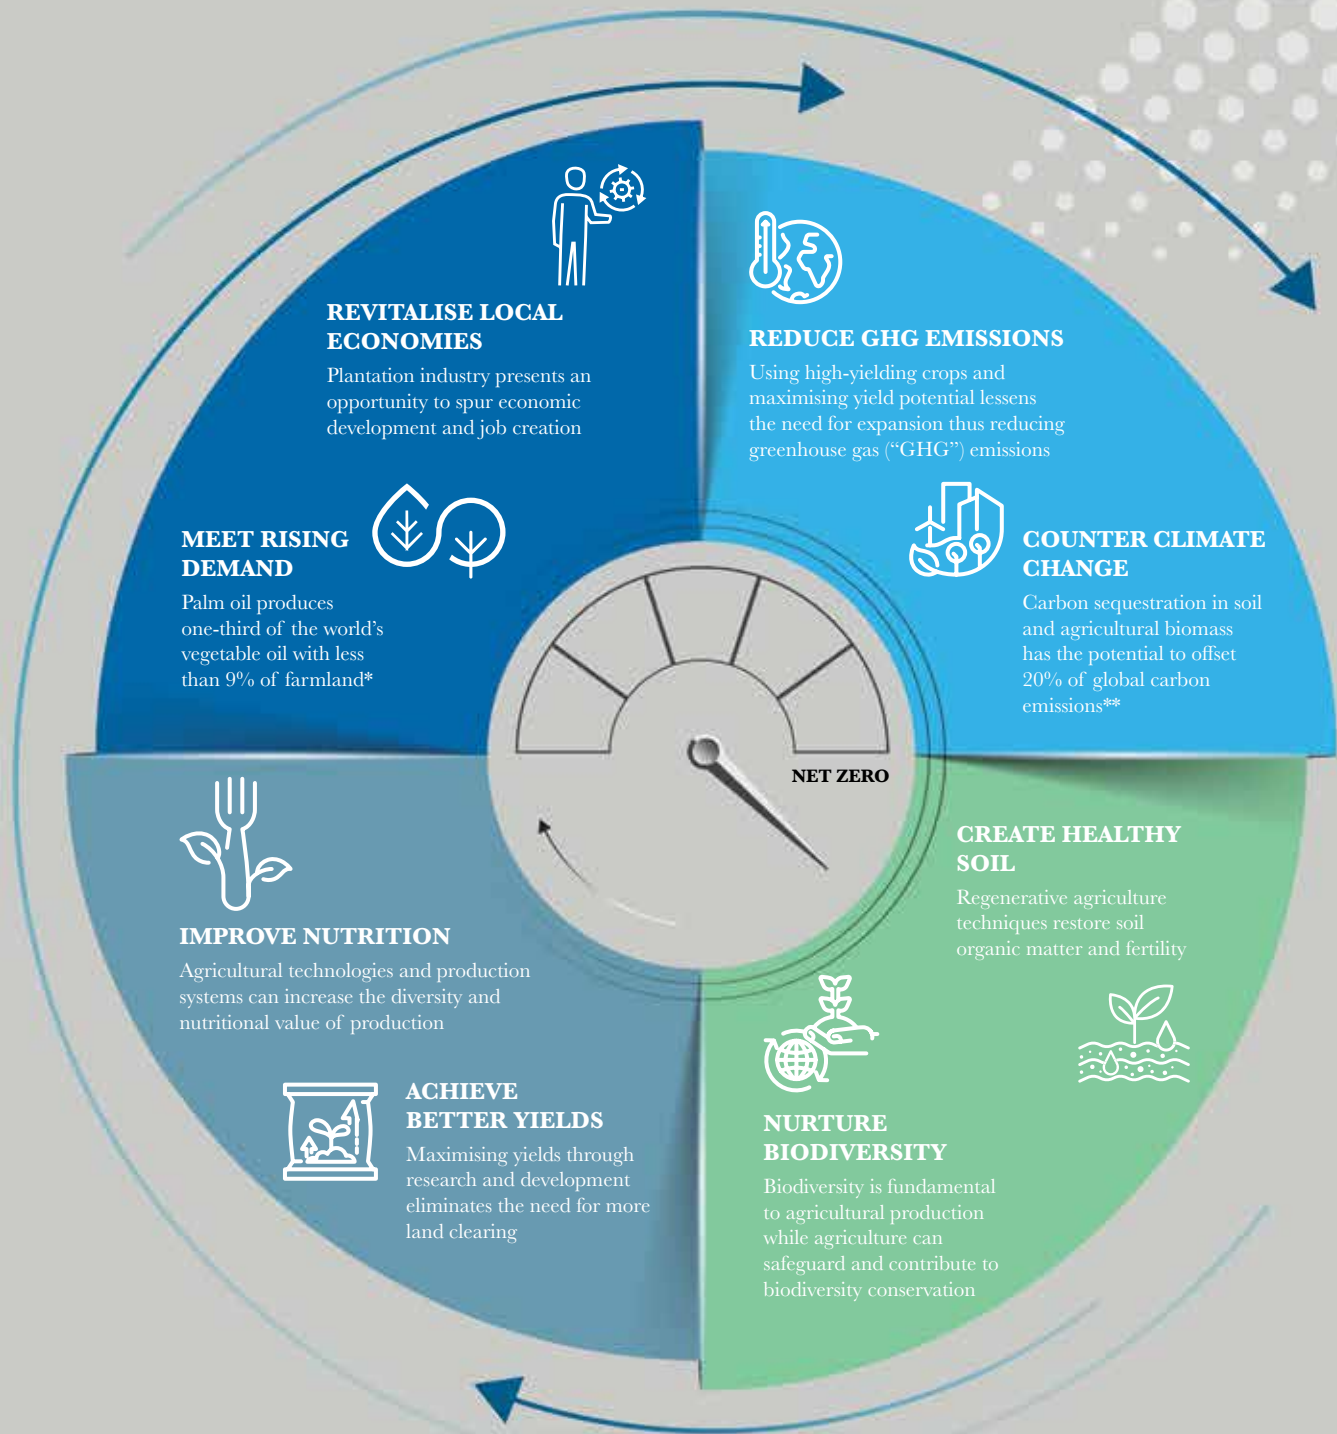 REVITALISE LOCAL
ECONOMIES
Plantation industry presents an
opportunity to spur economic
development and job creation
MEET RISING
DEMAND
Palm oil produces
one-third of the world's
vegetable oil with less
than 9% of farmland*
REDUCE GHG EMISSIONS
Using high-yielding crops and
maximising yield potential lessens
the need for expansion thus reducing
greenhouse gas (“GHG”) emissions
COUNTER CLIMATE
CHANGE
Carbon sequestration in soil
and agricultural biomass
has the potential to offset
20% of global carbon
emissions**
NET ZERO
IMPROVE NUTRITION
Agricultural technologies and production
systems can increase the diversity and
nutritional value of production
ACHIEVE
BETTER YIELDS
Maximising yields through
research and development
eliminates the need for more
land clearing
CREATE HEALTHY
SOIL
Regenerative agriculture
techniques restore soil
organic matter and fertility
NURTURE
BIODIVERSITY
Biodiversity is fundamental
to agricultural production
while agriculture can
safeguard and contribute to
biodiversity conservation